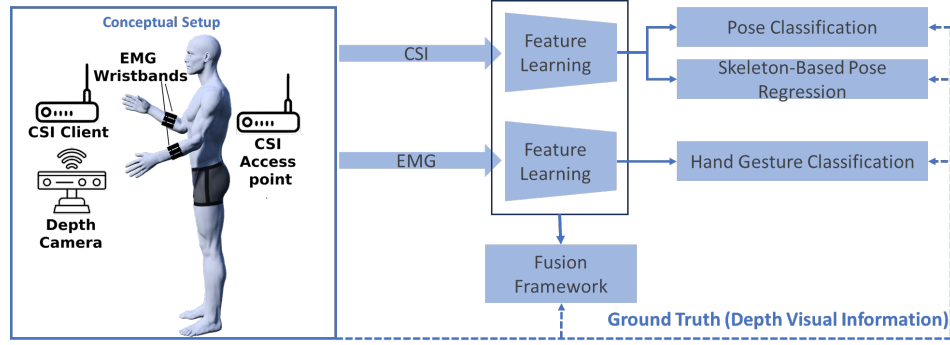 Conceptual Setup
EMG
Wristbands
CSI Client
CSI
Access
point
Depth
Camera
CSI
Feature
Learning
Pose Classification
Skeleton-Based Pose
Regression
EMG
Feature
Learning
Hand Gesture Classification
Fusion
Framework
Ground Truth (Depth Visual Information)